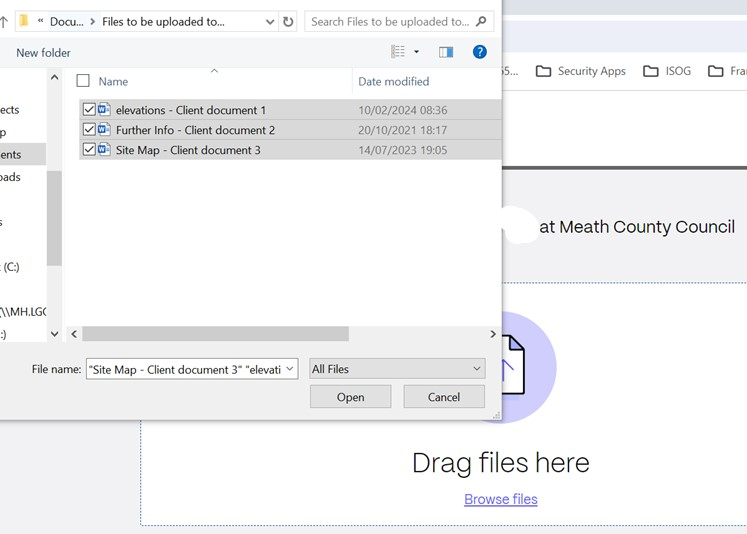 « Docu... › Files to be uploaded to...
Search Files to be uploaded to...
New folder
?
55... Security Apps ISOG Fra
Name Date modified
ects
elevations - Client document 1 10/02/2024 08:36
p
Further Info - Client document 2 20/10/2021 18:17
ents
Site Map - Client document 3 14/07/2023 19:05
oads
s
at Meath County Council
(C:)
(\\MH.LGC
:)
File name: "Site Map - Client document 3" "elevati
All Files
Open Cancel
Drag files here
Browse files